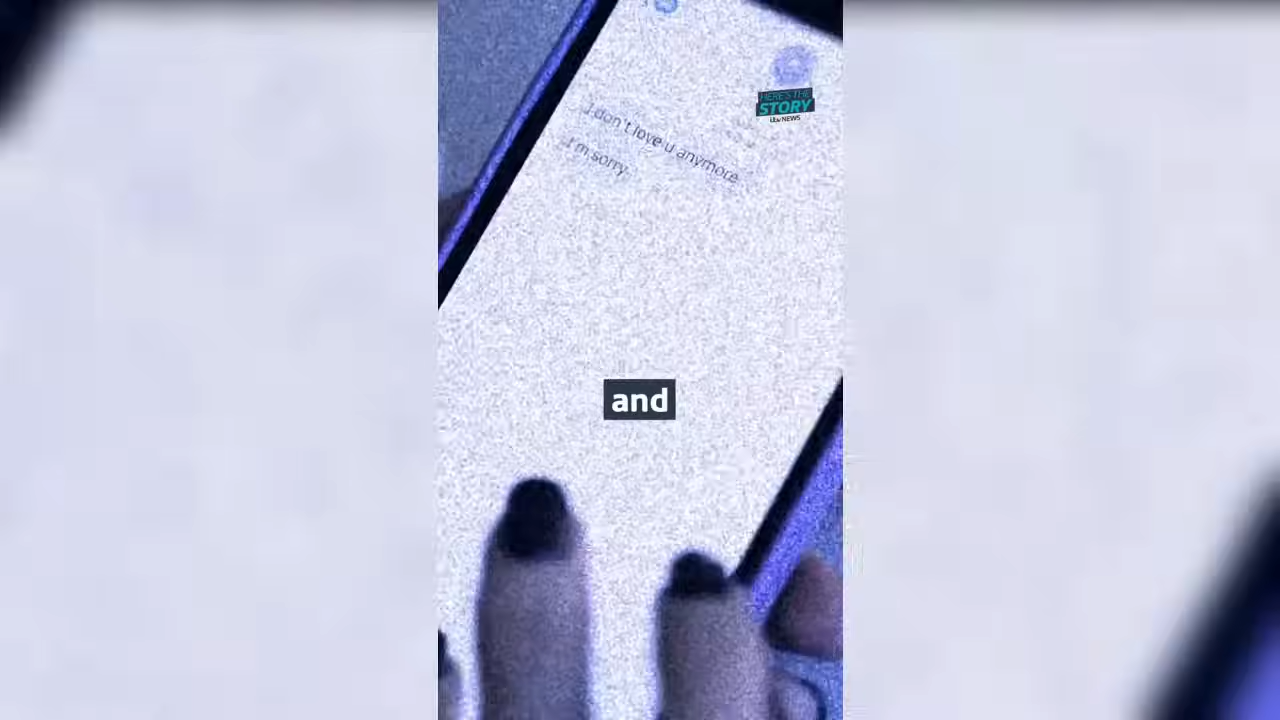 HERE'S THE
STORY
itv NEWS
I don't love u anymore
I'm sorry
and